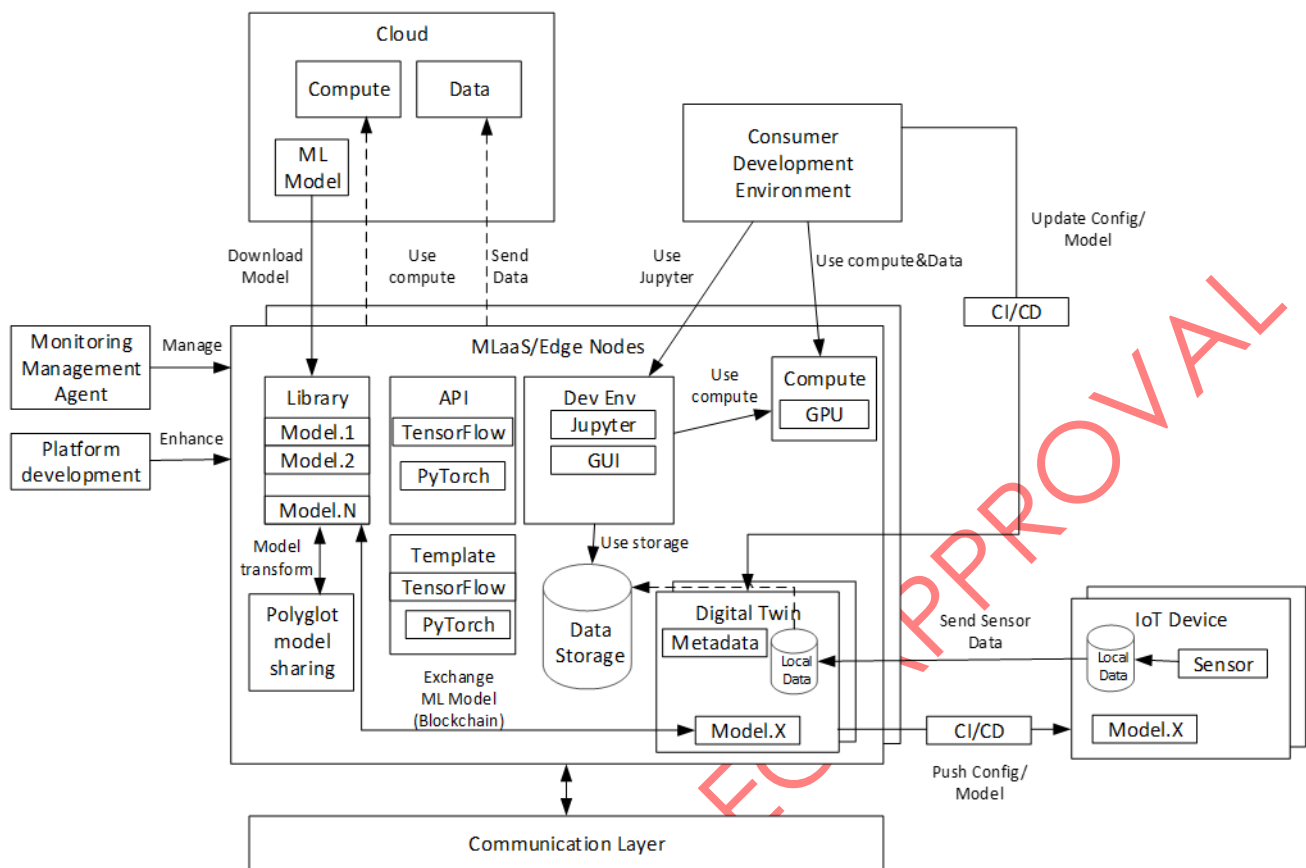 Cloud
Compute
Data
ML
Model
Consumer
Development
Environment
Update Config/
Model
Download
Model
Use
compute
Send
Data
Use
Jupyter
Use compute&Data
CI/CD
Monitoring
Management
Agent
Manage
Platform
development
Enhance
MLaaS/Edge Nodes
Library
Model.1
Model.2
Model.N
API
TensorFlow
PyTorch
Dev Env
Jupyter
GUI
Use
compute
Compute
GPU
Model
transform
Polyglot
model
sharing
Template
TensorFlow
PyTorch
Use storage
Data
Storage
Exchange
ML Model
(Blockchain)
Digital Twin
Metadata
Local
Data
Model.X
Send Sensor
Data
IoT Device
Local
Data
Sensor
Model.X
CI/CD
Push Config/
Model
Communication Layer
APPROVAL